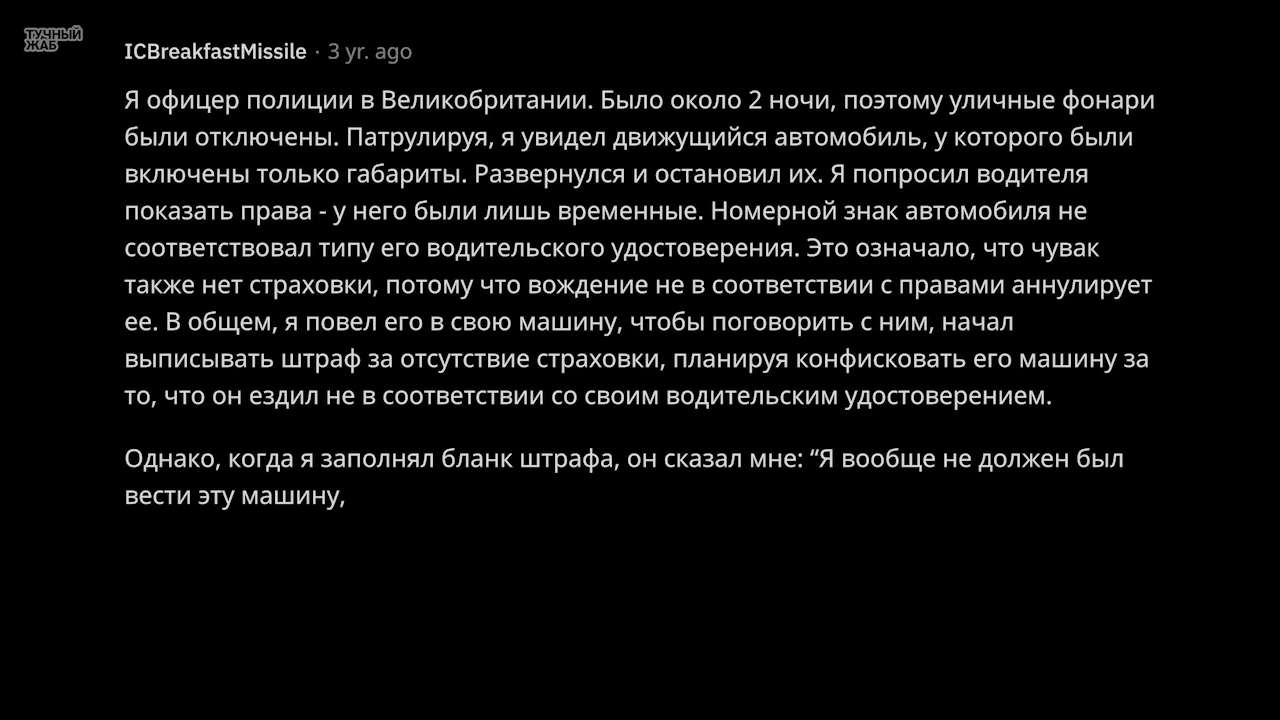 ТУЧНЫЙ
ЖАБ
ICBreakfastMissile · 3 yr. ago
Я офицер полиции в Великобритании. Было около 2 ночи, поэтому уличные фонари
были отключены. Патрулируя, я увидел движущийся автомобиль, у которого были
включены только габариты. Развернулся и остановил их. Я попросил водителя
показать права - у него были лишь временные. Номерной знак автомобиля не
соответствовал типу его водительского удостоверения. Это означало, что чувак
также нет страховки, потому что вождение не в соответствии с правами аннулирует
ее. В общем, я повел его в свою машину, чтобы поговорить с ним, начал
выписывать штраф за отсутствие страховки, планируя конфисковать его машину за
то, что он ездил не в соответствии со своим водительским удостоверением.
Однако, когда я заполнял бланк штрафа, он сказал мне: “Я вообще не должен был
вести эту машину,